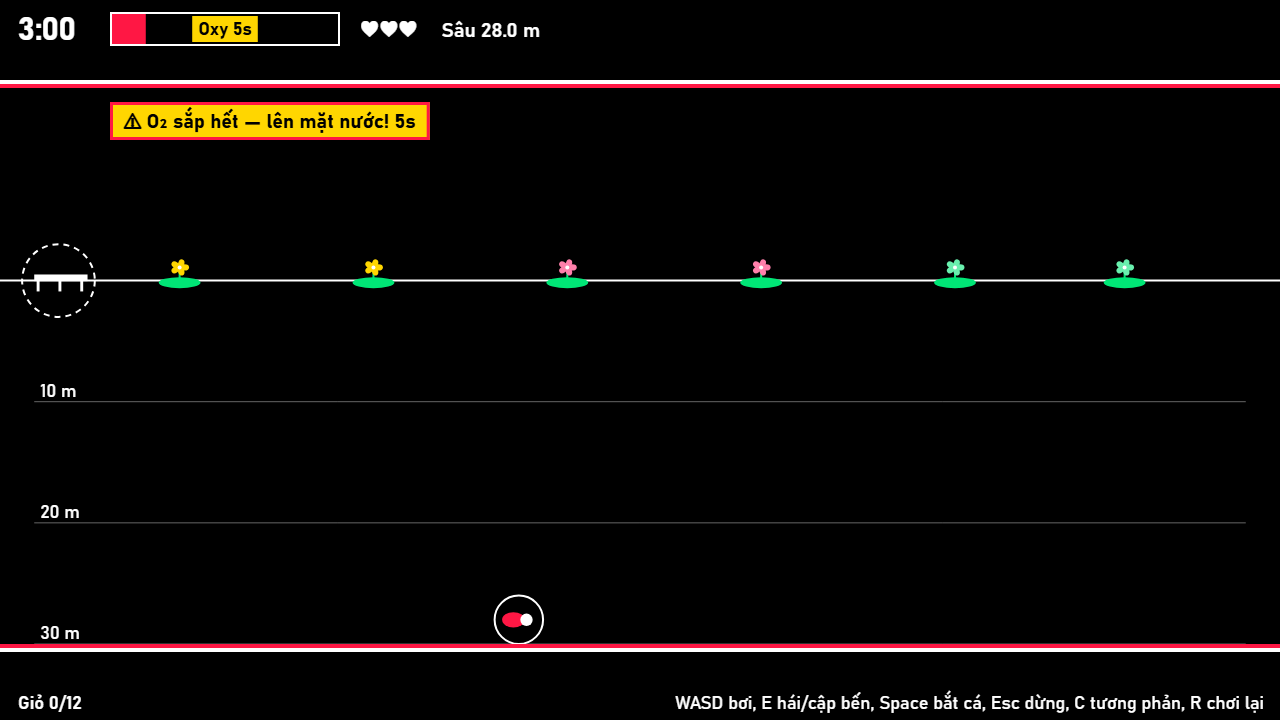 3:00
Oxy 5s
Sâu 28.0 m
⚠ O₂ sắp hết — lên mặt nước! 5s
10 m
20 m
30 m
Giỏ 0/12
WASD bơi, E hái/cập bến, Space bắt cá, Esc dừng, C tương phản, R chơi lại